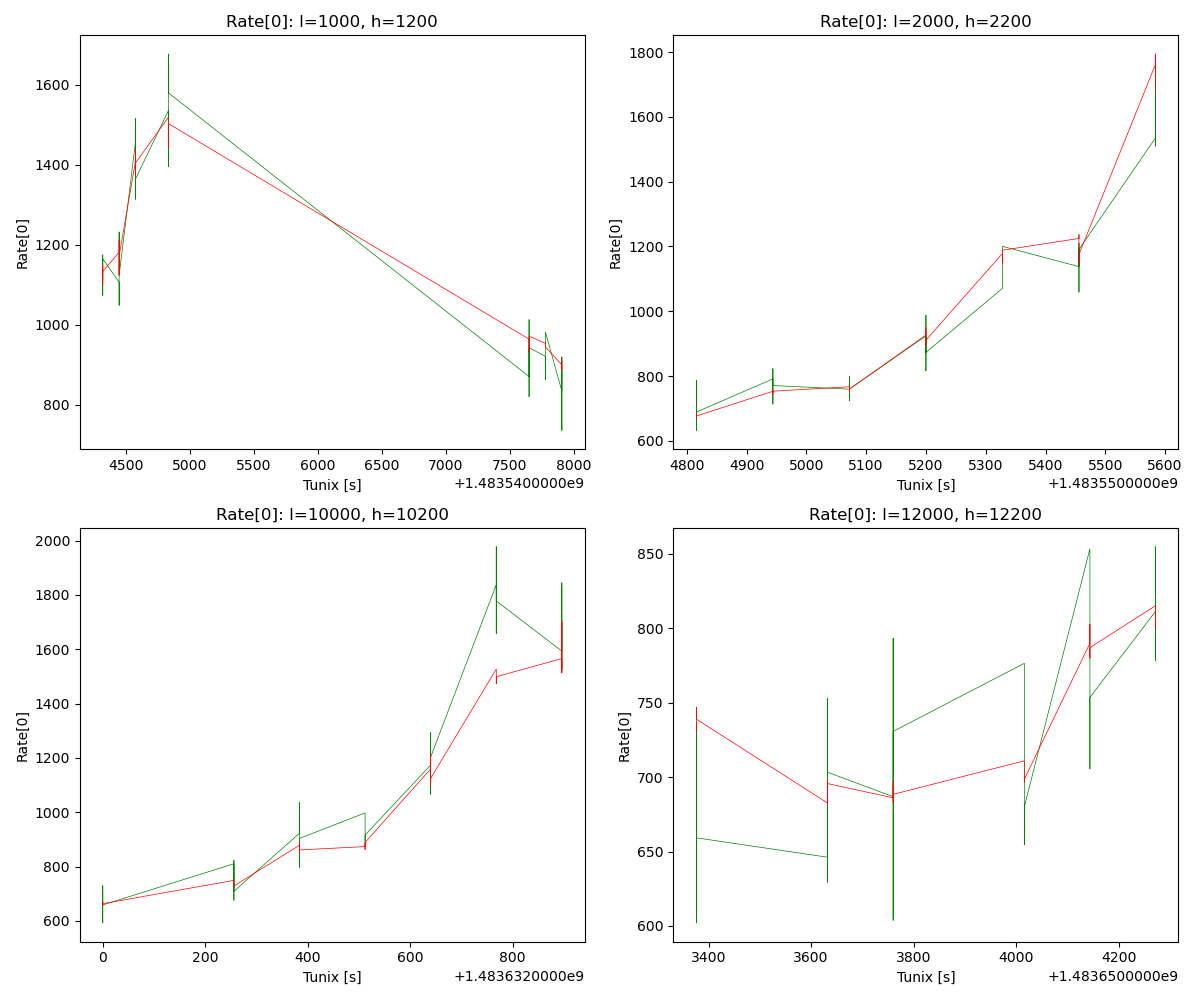 Rate[0]: l=1000, h=1200
Rate[0]
1600
1400
1200
1000
800
4500 5000 5500 6000 6500 7000 7500 8000
Tunix [s]
+1.4835400000e9
Rate[0]: l=2000, h=2200
Rate[0]
1800
1600
1400
1200
1000
800
600
4800 4900 5000 5100 5200 5300 5400 5500 5600
Tunix [s]
+1.4835500000e9
Rate[0]: l=10000, h=10200
Rate[0]
2000
1800
1600
1400
1200
1000
800
600
0 200 400 600 800
Tunix [s]
+1.4836320000e9
Rate[0]: l=12000, h=12200
Rate[0]
850
800
750
700
650
600
3400 3600 3800 4000 4200
Tunix [s]
+1.4836500000e9